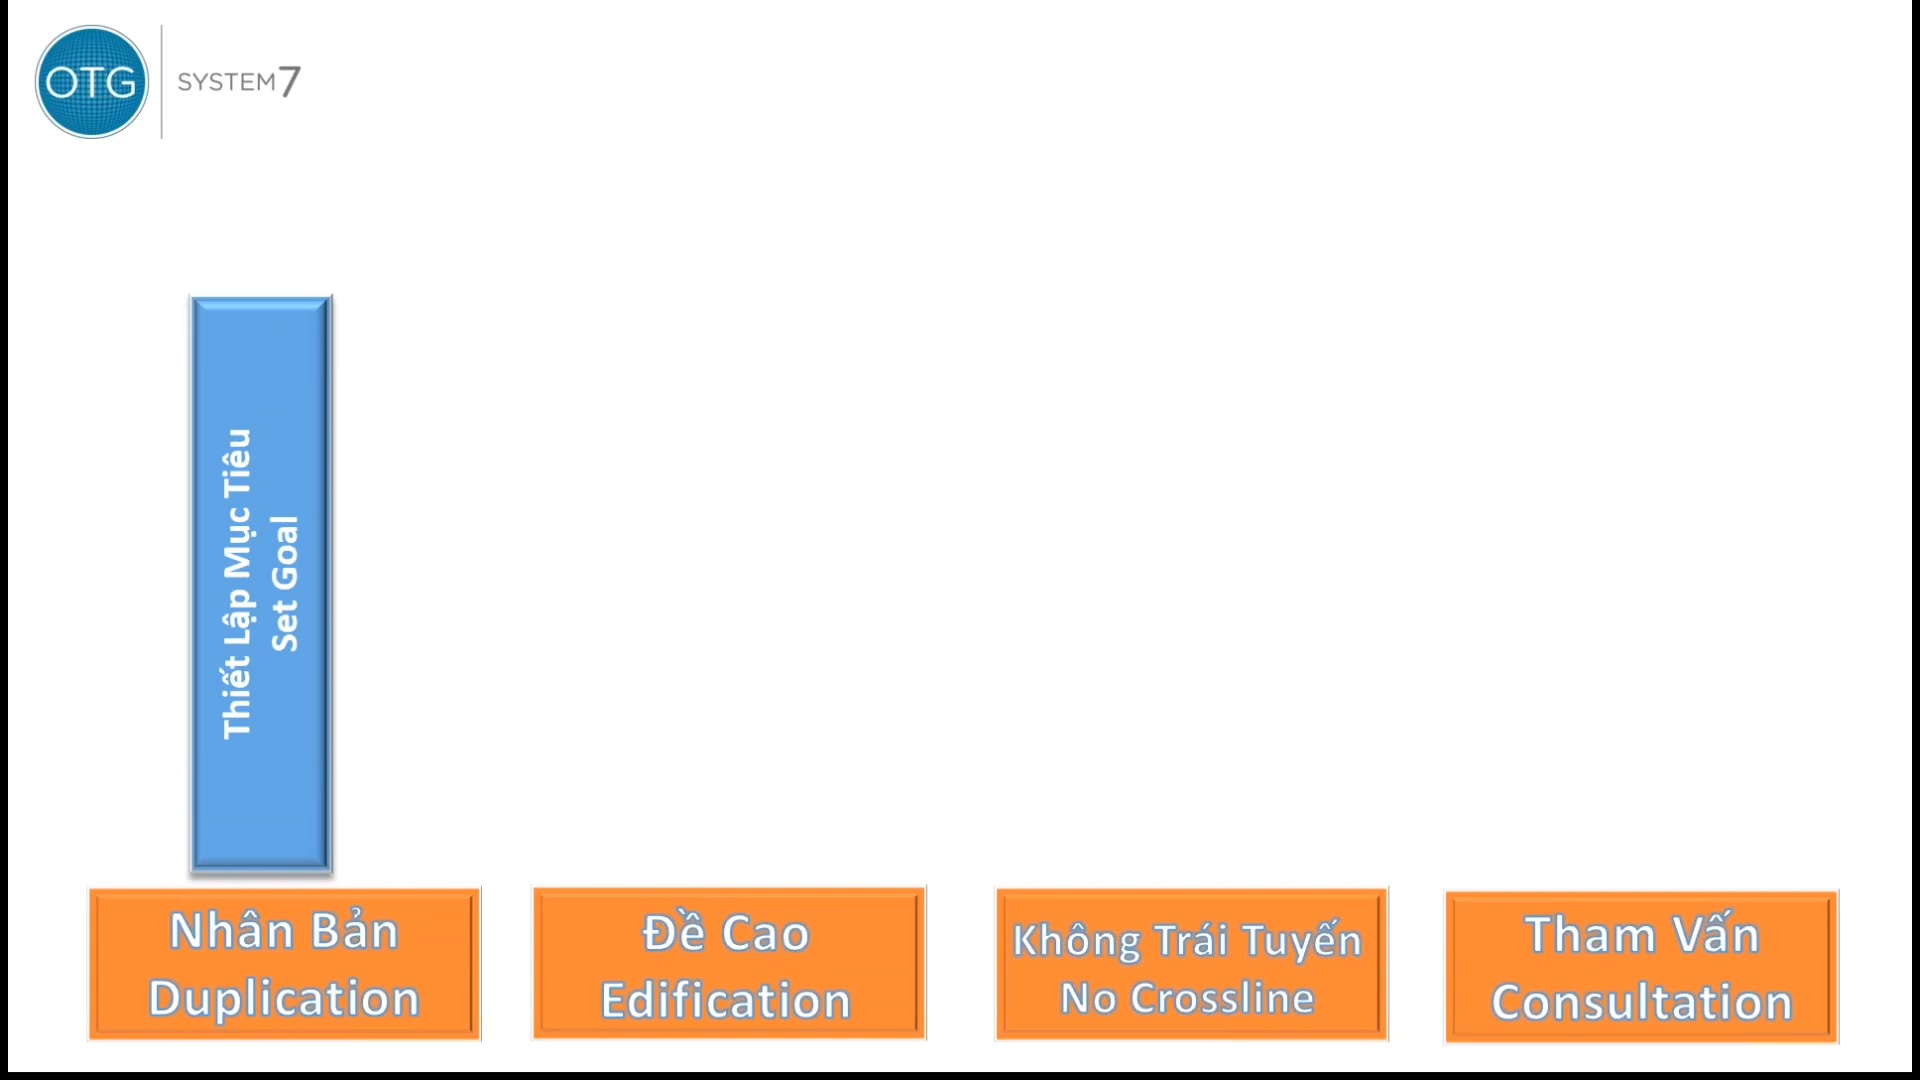 OTG
SYSTEM7
Thiết Lập Mục Tiêu
Set Goal
Nhân Bản
Duplication
Đề Cao
Edification
Không Trái Tuyến
No Crossline
Tham Vấn
Consultation